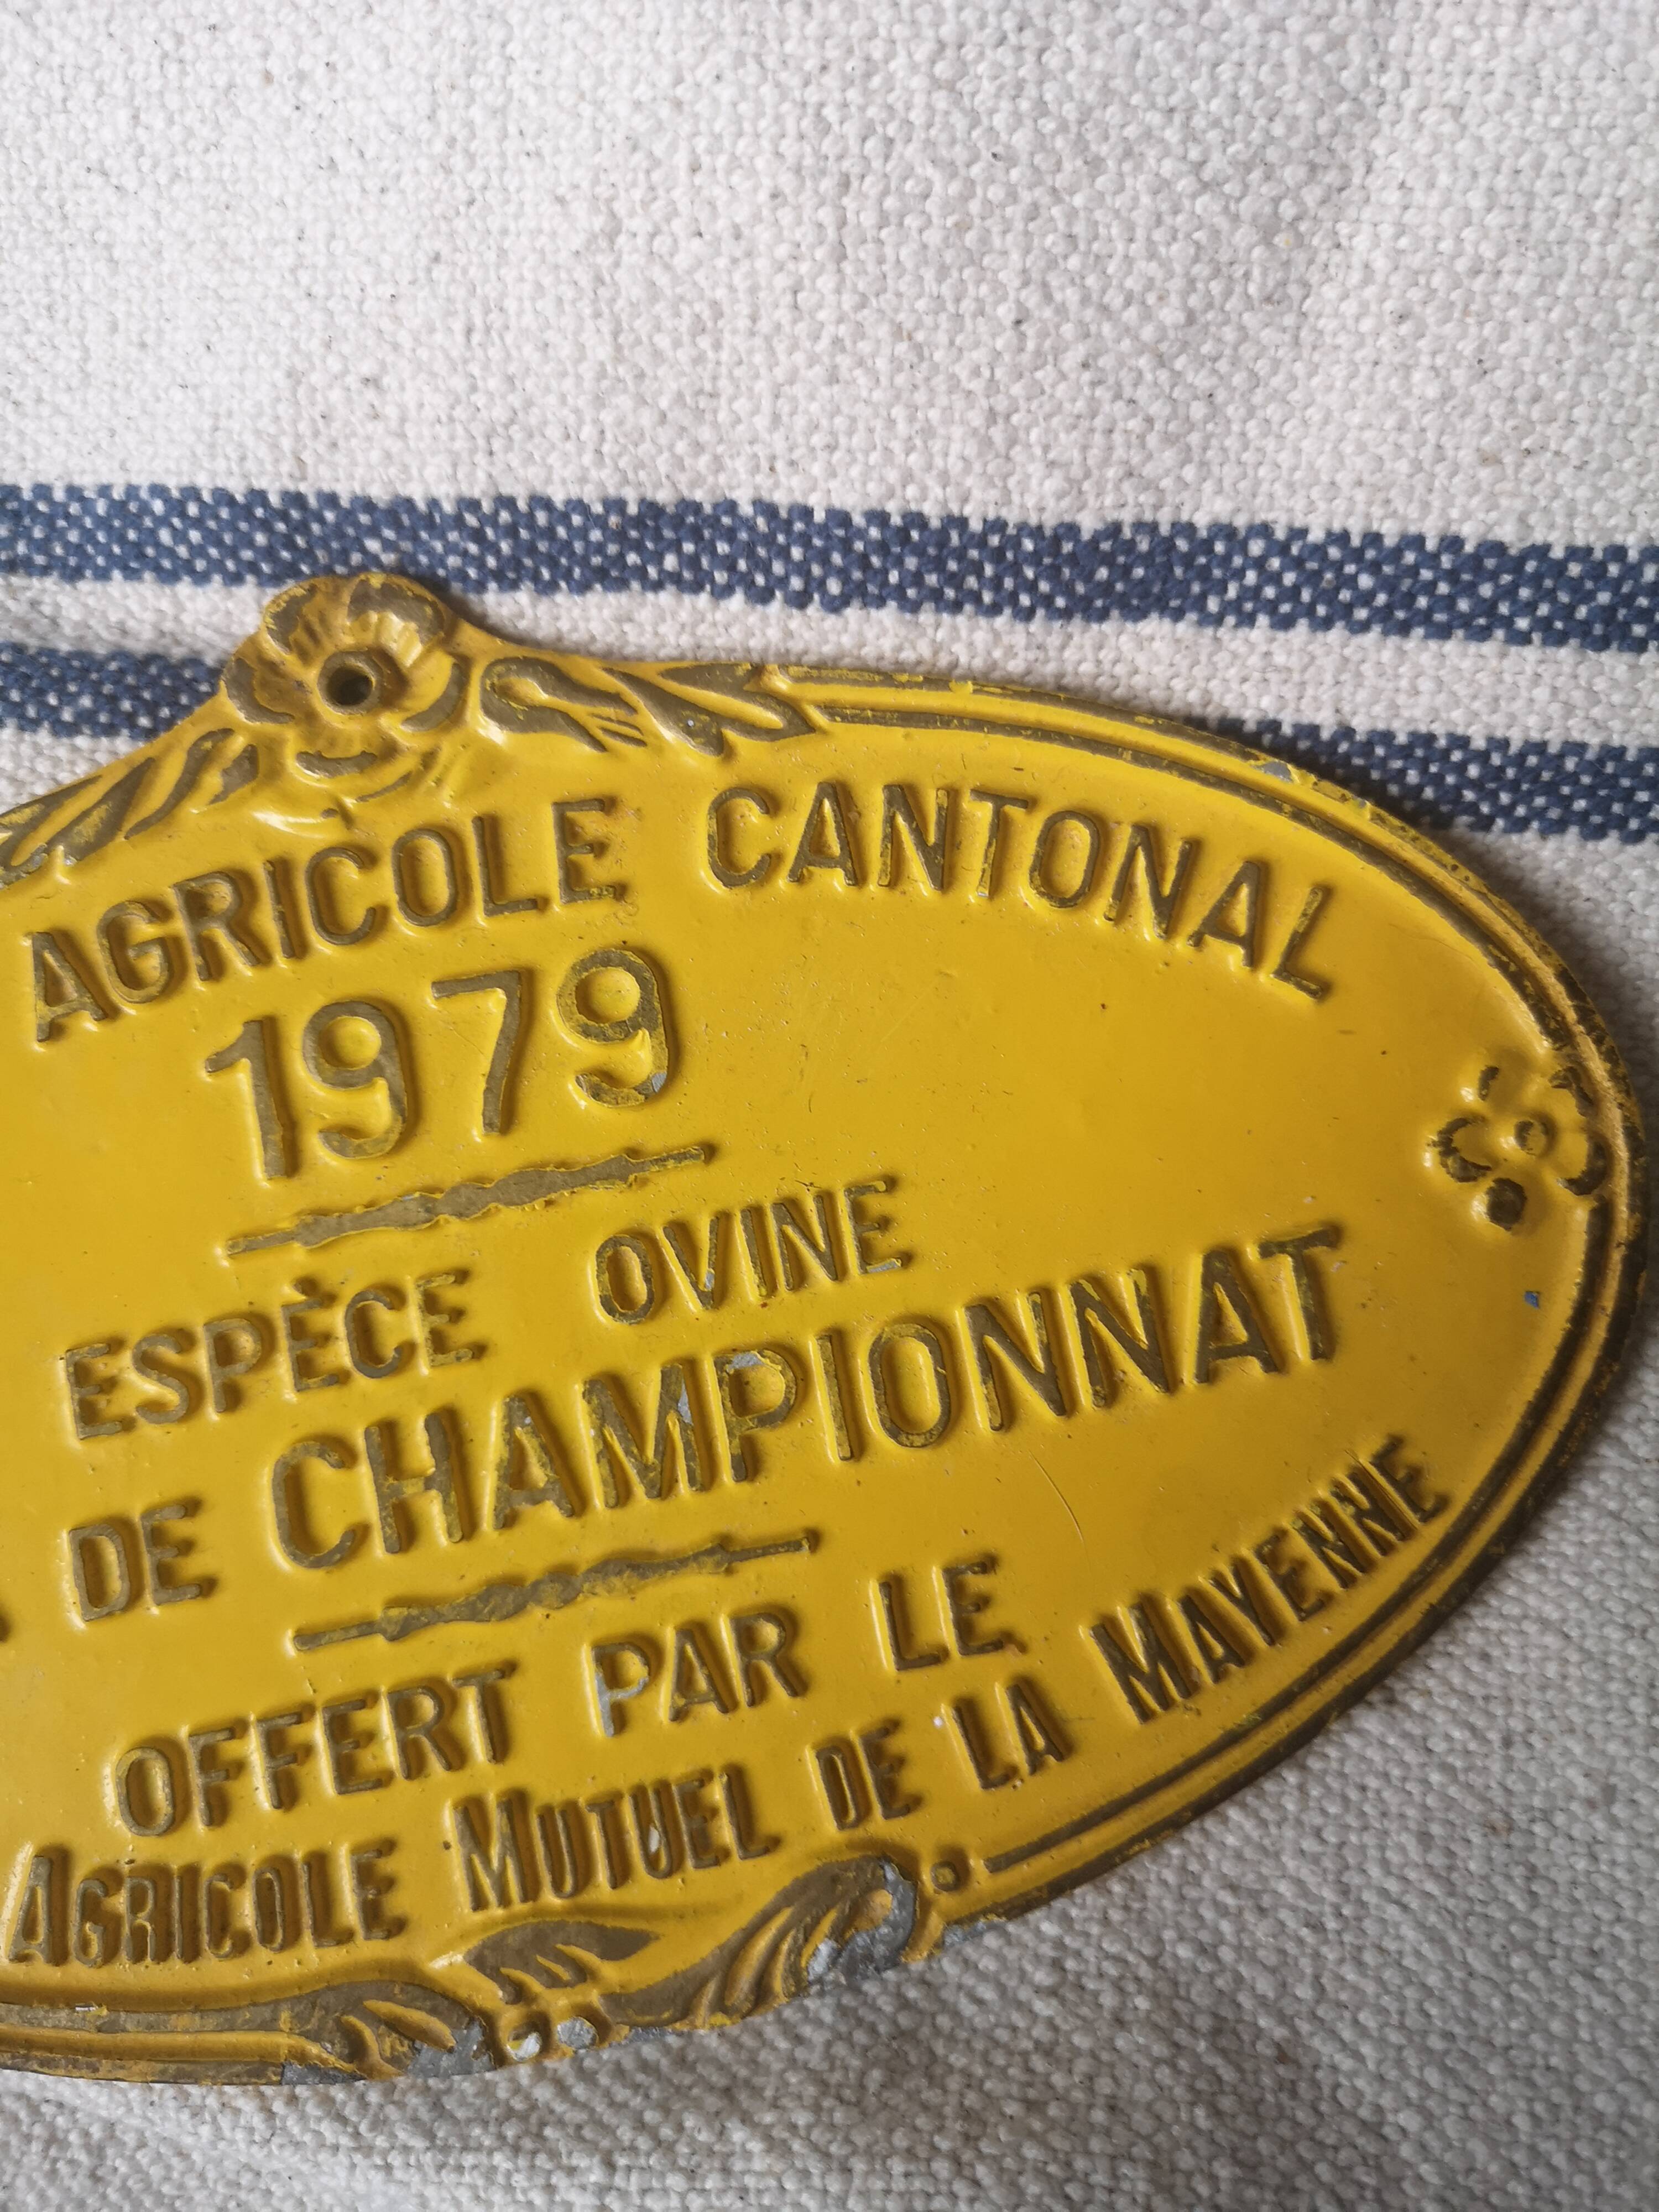 AGRICOLE CANTONAL
1979
ESPÈCE OVINE
DE CHAMPIONNAT
OFFERT PAR LE
AGRICOLE MUTUEL DE LA MAYENNE